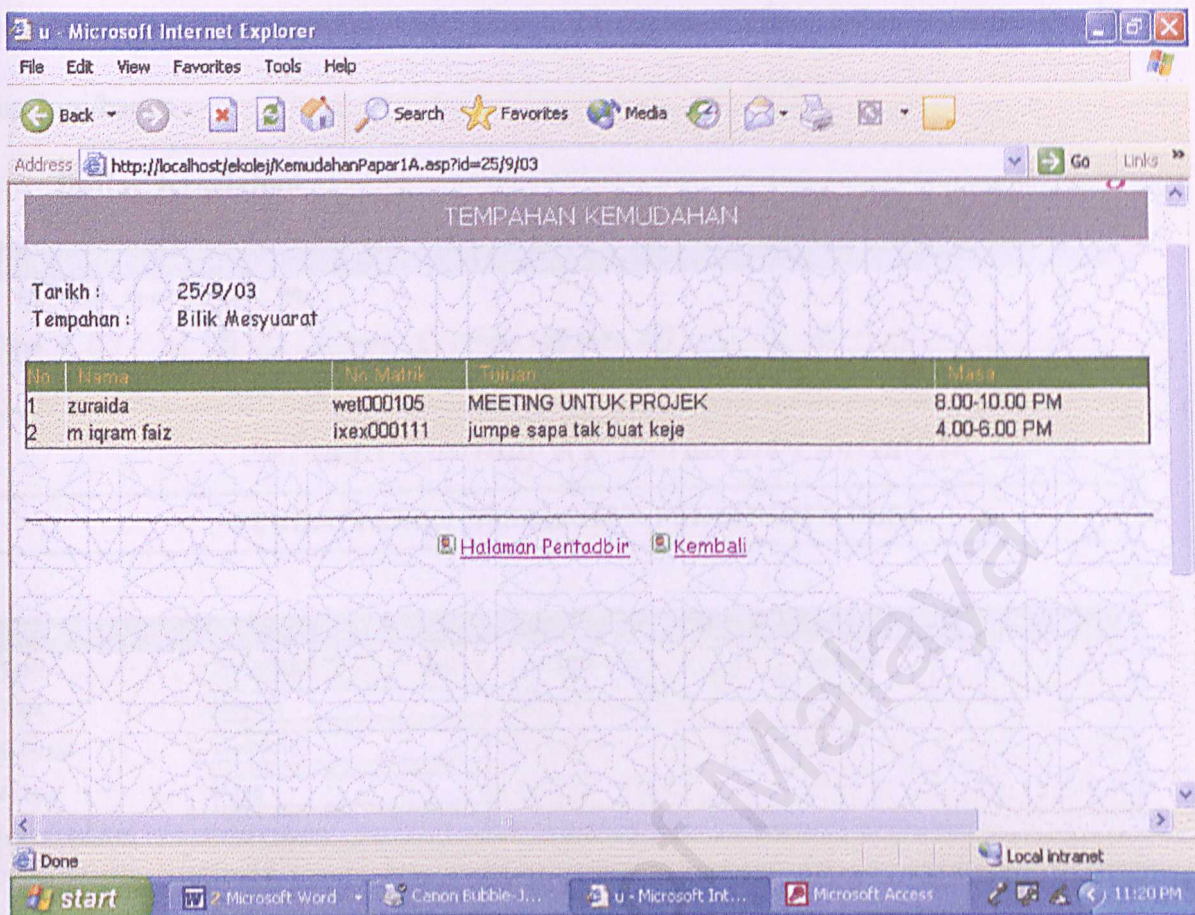 u - Microsoft Internet Explorer
File Edit View Favorites Tools Help
Back Search Favorites Media
Address http://localhost/ekolej/KemudahanPapar1A.asp?id=25/9/03 Go Links »
TEMPAHAN KEMUDAHAN
Tarikh : 25/9/03
Tempahan : Bilik Mesyuarat
No Nama No Matrik Tujuan Masa
1 zuraida wet000105 MEETING UNTUK PROJEK 8.00-10.00 PM
2 m iqram faiz ixex000111 jumpe sapa tak buat keje 4.00-6.00 PM
Halaman Pentadbir Kembali
of Malaya
Done Local intranet
start 2 Microsoft Word Canon Bubble-J... u - Microsoft Int... Microsoft Access 11:20 PM